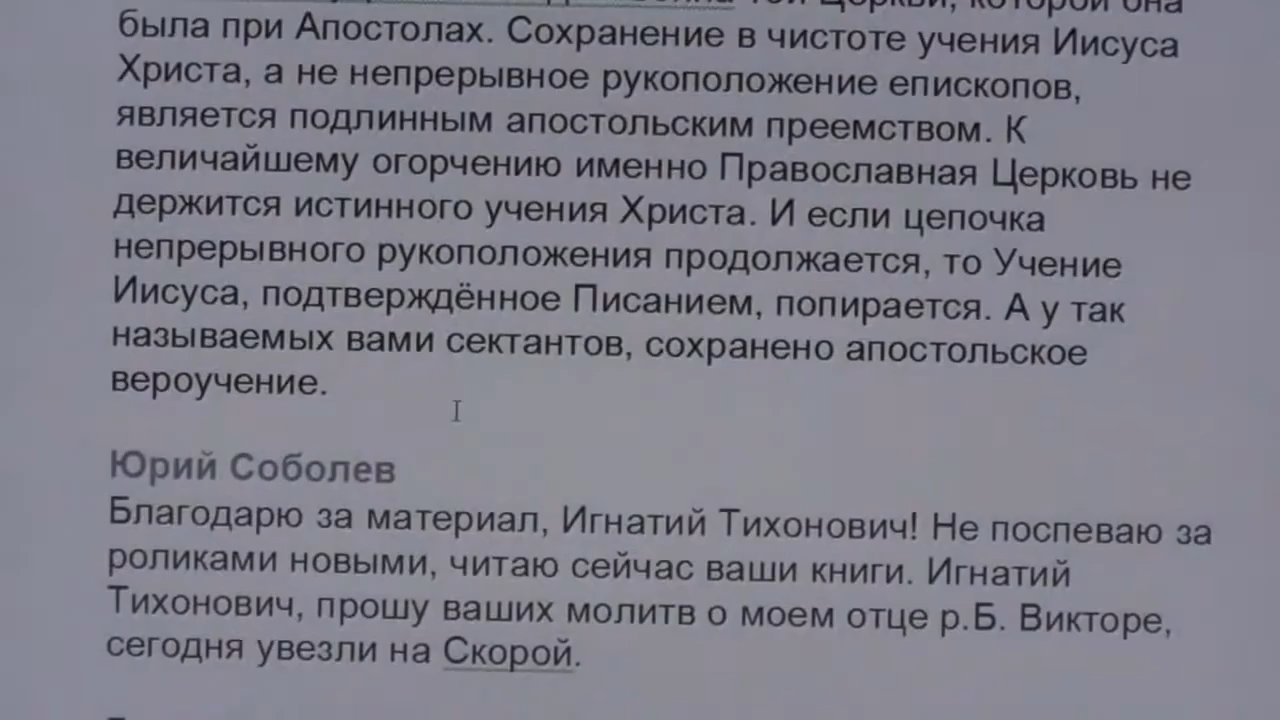 которой она
была при Апостолах. Сохранение в чистоте учения Иисуса
Христа, а не непрерывное рукоположение епископов,
является подлинным апостольским преемством. К
величайшему огорчению именно Православная Церковь не
держится истинного учения Христа. И если цепочка
непрерывного рукоположения продолжается, то Учение
Иисуса, подтверждённое Писанием, попирается. А у так
называемых вами сектантов, сохранено апостольское
вероучение.
Юрий Соболев
Благодарю за материал, Игнатий Тихонович! Не поспеваю за
роликами новыми, читаю сейчас ваши книги. Игнатий
Тихонович, прошу ваших молитв о моем отце р.Б. Викторе,
сегодня увезли на Скорой.